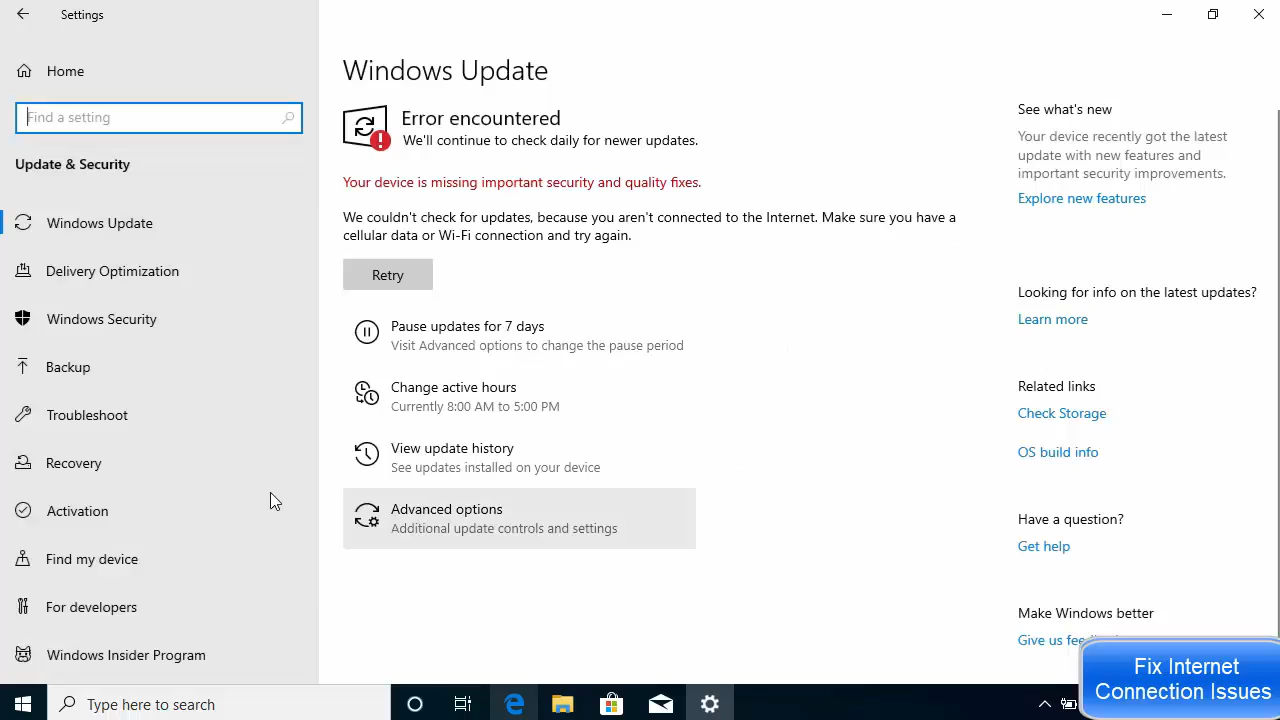 Settings
Home
Find a setting
Update & Security
Windows Update
Delivery Optimization
Windows Security
Backup
Troubleshoot
Recovery
Activation
Find my device
For developers
Windows Insider Program
Windows Update
Error encountered
We'll continue to check daily for newer updates.
Your device is missing important security and quality fixes.
We couldn't check for updates, because you aren't connected to the Internet. Make sure you have a
cellular data or Wi-Fi connection and try again.
Retry
Pause updates for 7 days
Visit Advanced options to change the pause period
Change active hours
Currently 8:00 AM to 5:00 PM
View update history
See updates installed on your device
Advanced options
Additional update controls and settings
See what's new
Your device recently got the latest
update with new features and
important security improvements.
Explore new features
Looking for info on the latest updates?
Learn more
Related links
Check Storage
OS build info
Have a question?
Get help
Make Windows better
Give us
Fix Internet
Connection Issues
Type here to search